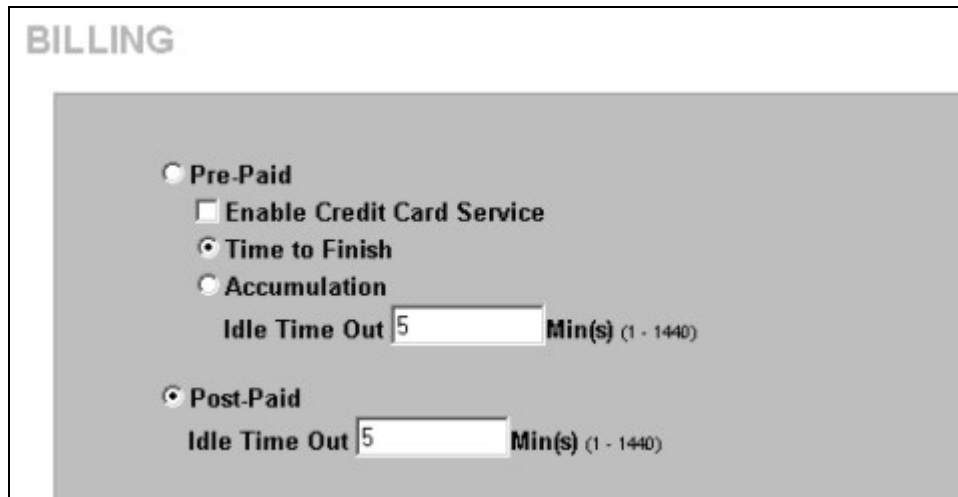 BILLING
Pre-Paid
Enable Credit Card Service
Time to Finish
Accumulation
Idle Time Out 5 Min(s) (1 - 1440)
Post-Paid
Idle Time Out 5 Min(s) (1 - 1440)